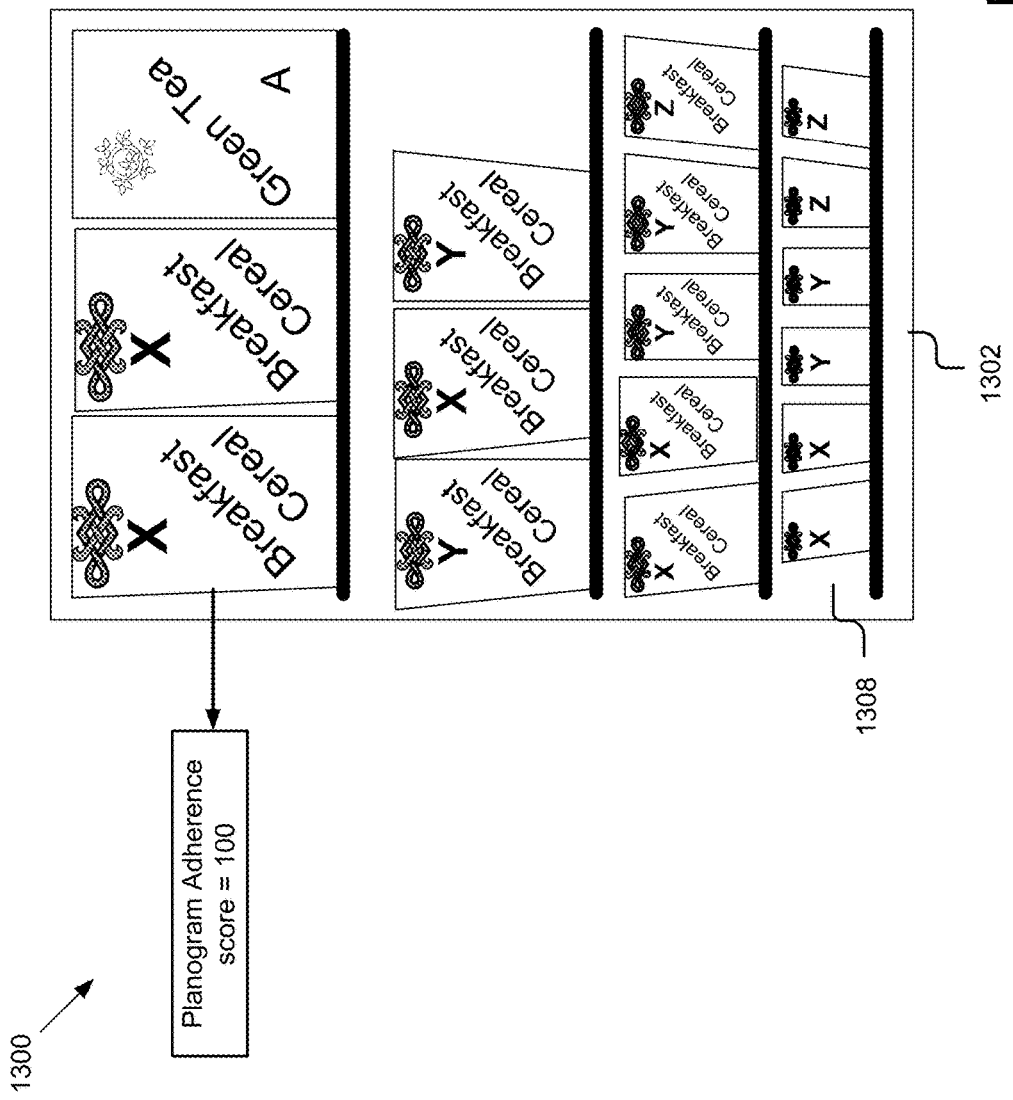 1300
Planogram Adherence
score = 100
X
Breakfast
Cereal
X
Breakfast
Cereal
Green Tea
A
Y
Breakfast
Cereal
X
Breakfast
Cereal
Y
Breakfast
Cereal
X
Breakfast
Cereal
X
Breakfast
Cereal
Y
Breakfast
Cereal
Y
Breakfast
Cereal
Z
Breakfast
Cereal
X
X
Y
Y
Z
Z
1308
1302